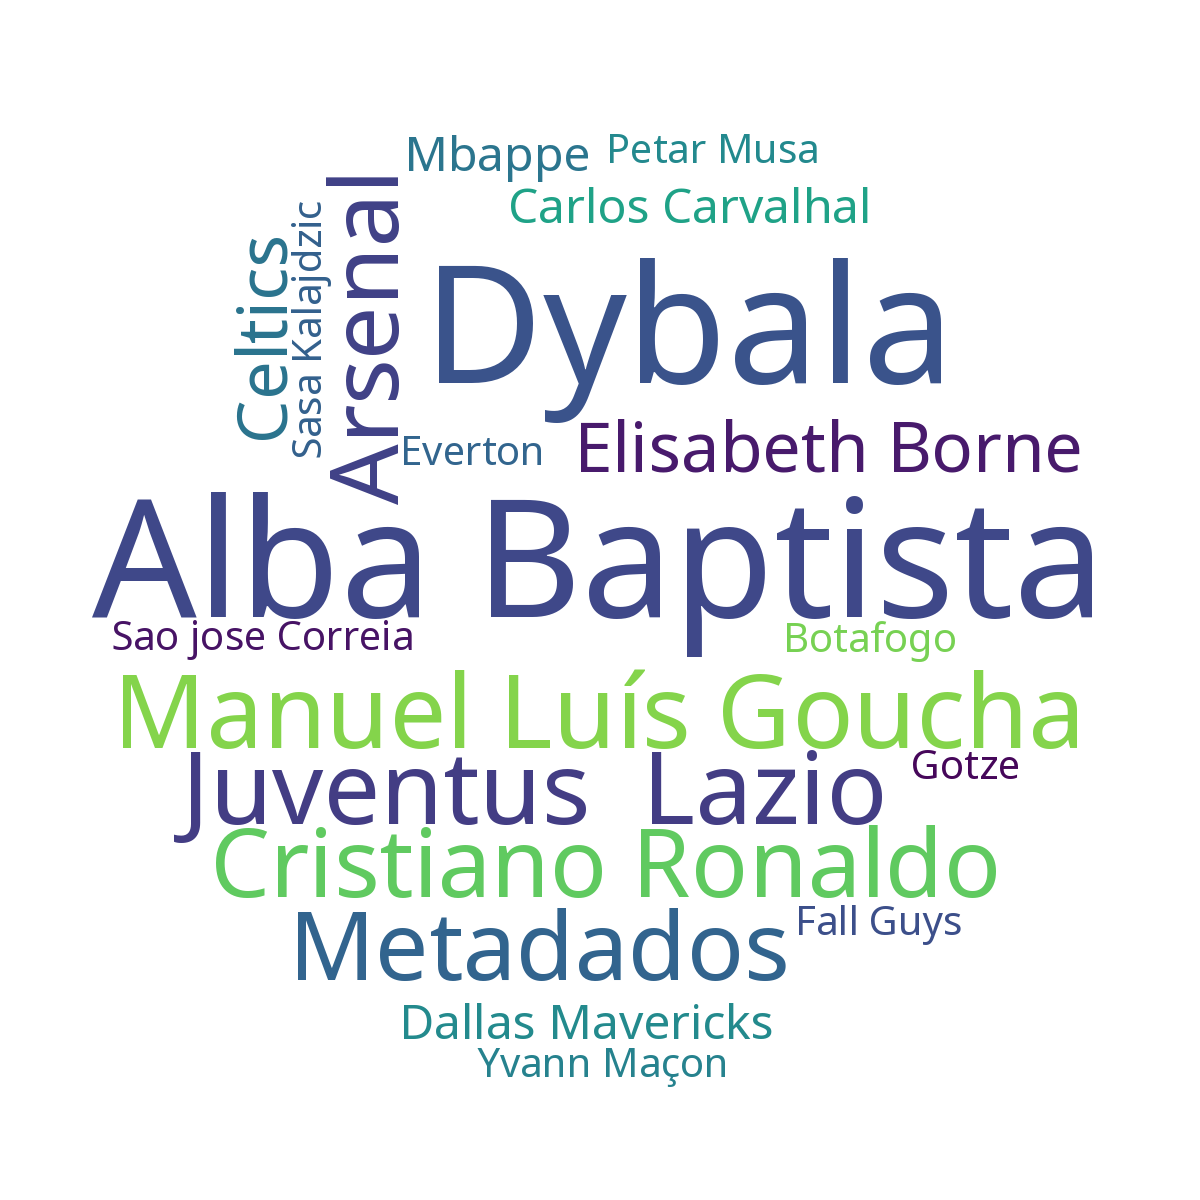 Mbappe
Petar Musa
Carlos Carvalhal
Celtics
Sasa Kalajdzic
Arsenal
Dybala
Everton
Elisabeth Borne
Alba Baptista
Sao jose Correia
Botafogo
Manuel Luís Goucha
Juventus Lazio
Gotze
Cristiano Ronaldo
Metadados
Fall Guys
Dallas Mavericks
Yvann Maçon